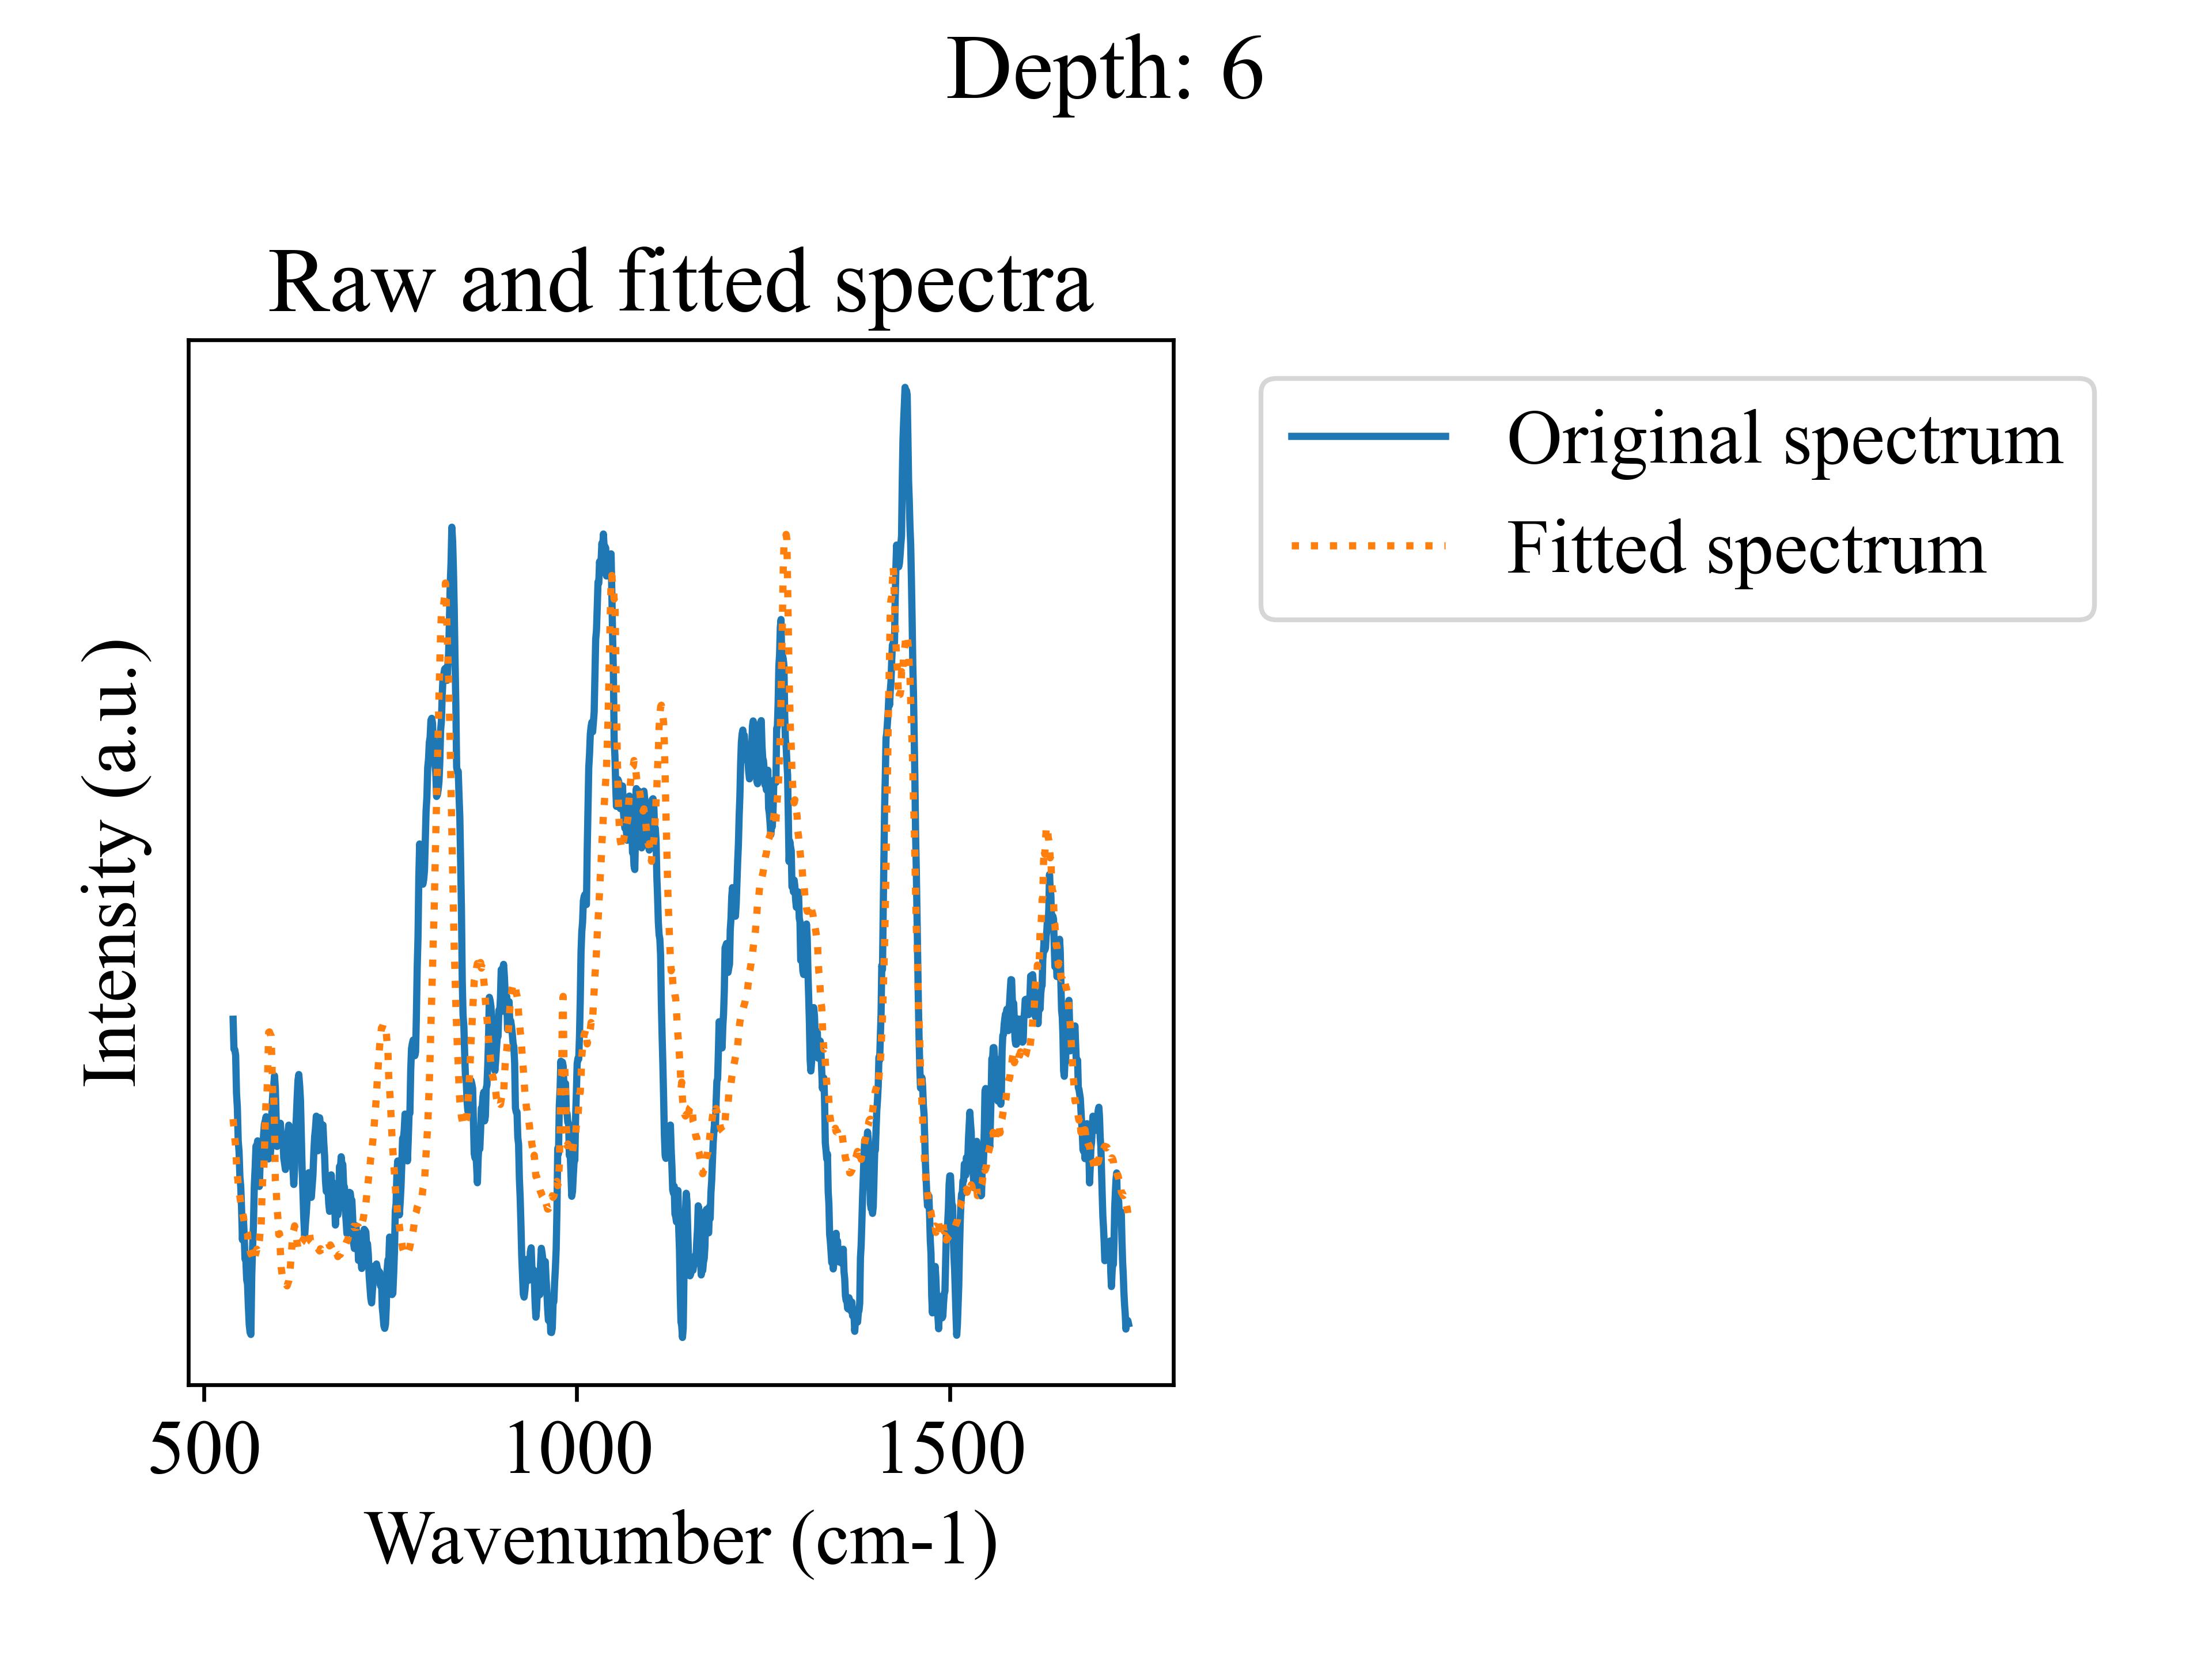 Depth: 6
Raw and fitted spectra
Original spectrum
Fitted spectrum
Intensity (a.u.)
500 1000 1500
Wavenumber (cm-1)